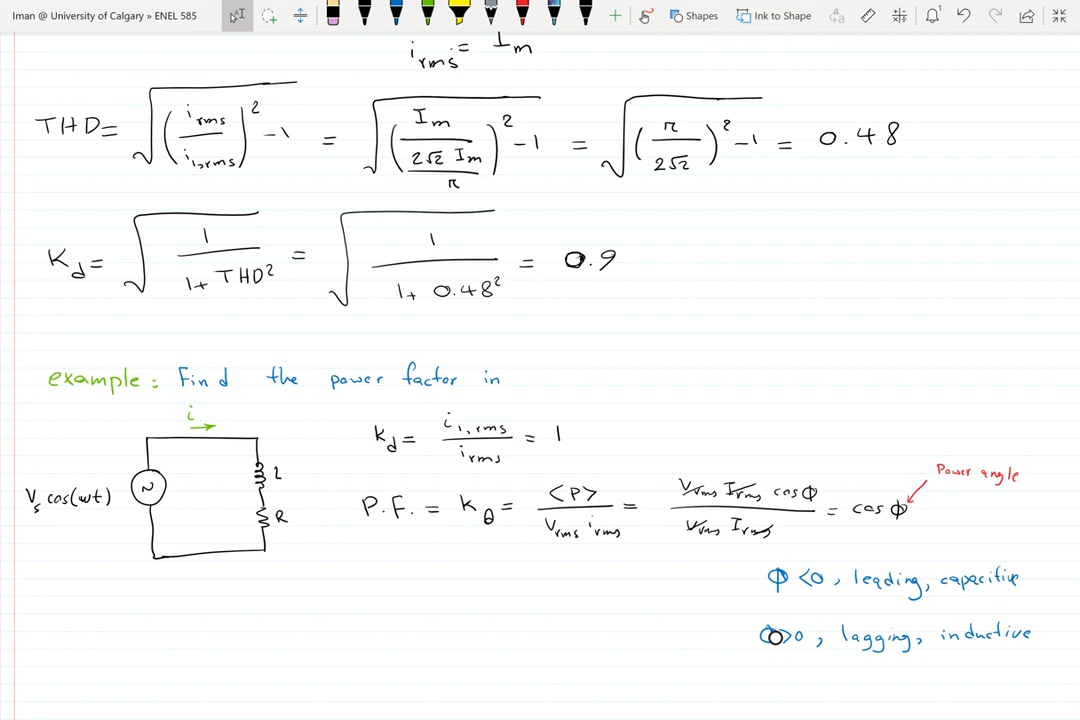 Iman @ University of Calgary » ENEL 585
Shapes
Ink to Shape
i_rms = I_m
THD = √((i_rms / i_1,rms)² - 1) = √((I_m / (2√2 I_m / π))² - 1) = √((π / 2√2)² - 1) = 0.48
K_d = √(1 / (1 + THD²)) = √(1 / (1 + 0.48²)) = 0.9
example: Find the power factor in
i
V_s cos(ωt)
L
R
K_d = i_1,rms / i_rms = 1
P.F. = K_θ = <P> / (V_rms i_rms) = V_rms I_rms cos φ / (V_rms I_rms) = cos φ
Power angle
φ < 0, leading, capacitive
φ > 0, lagging, inductive